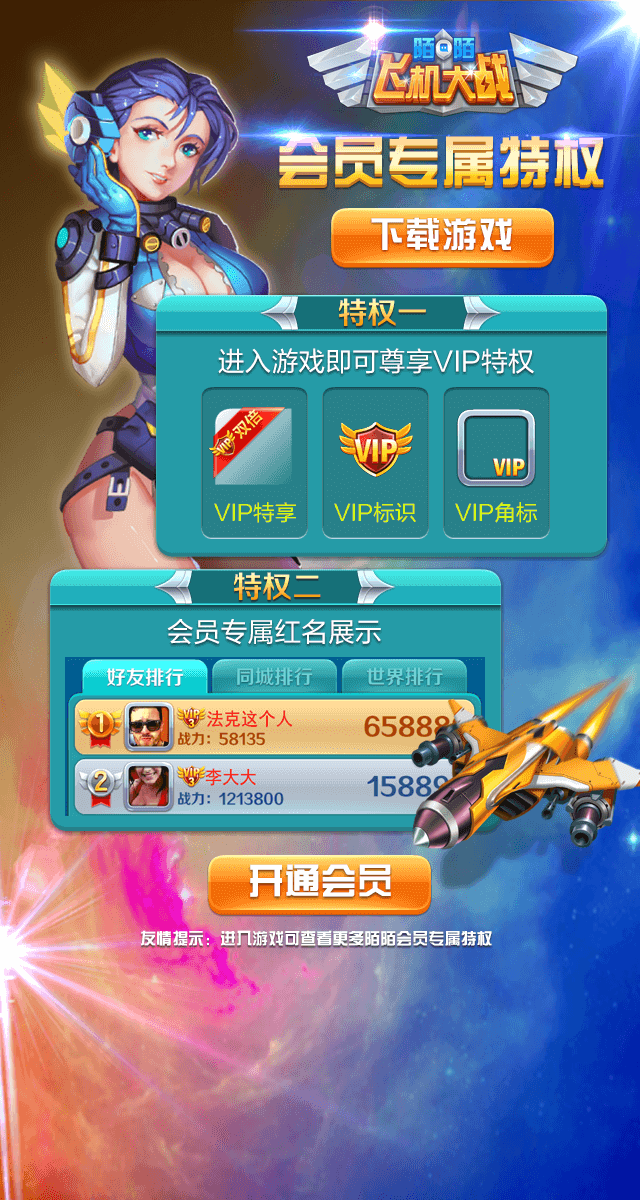 陌陌
飞机大战
会员专属特权
下载游戏
特权一
进入游戏即可尊享VIP特权
VIP双倍
VIP
VIP
VIP特享
VIP标识
VIP角标
特权二
会员专属红名展示
好友排行
同城排行
世界排行
1
VIP3
法克这个人
战力：58135
65888
2
VIP3
李大大
战力：1213800
15889
开通会员
友情提示：进入游戏可查看更多陌陌会员专属特权